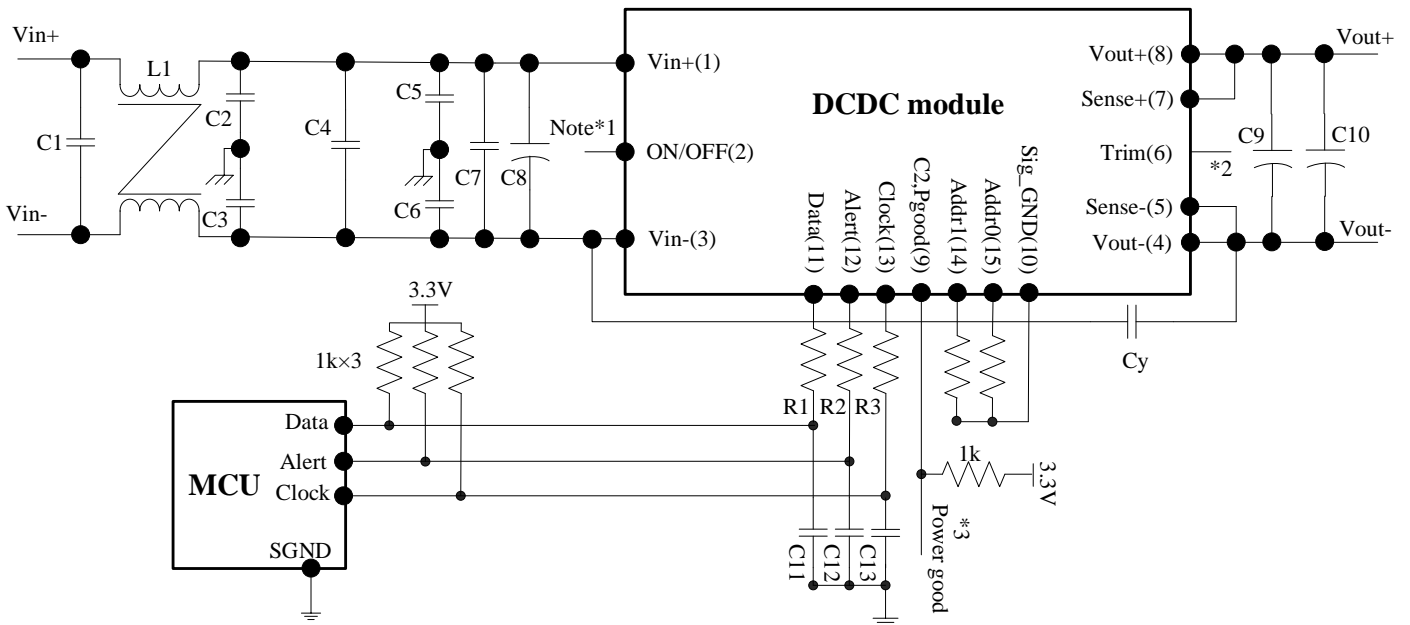 Vin+
L1
C1
C2
C3
Vin-
C4
C5
C6
C7
C8
Note*1
Vin+(1)
ON/OFF(2)
Vin-(3)
DCDC module
Vout+(8)
Sense+(7)
Trim(6)
*2
Sense-(5)
Vout-(4)
Data(11)
Alert(12)
Clock(13)
C2,Pgood(9)
Addr1(14)
Addr0(15)
Sig_GND(10)
Vout+
C9
C10
Vout-
Cy
3.3V
1k×3
R1
R2
R3
MCU
Data
Alert
Clock
SGND
1k
3.3V
*3
Power good
C11
C12
C13